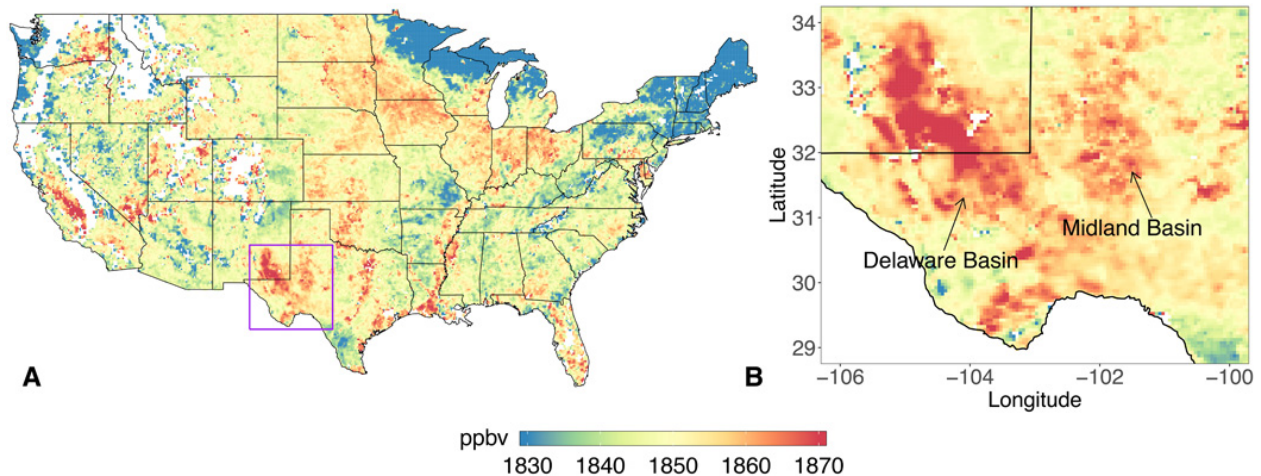 A
B
34
33
32
31
30
29
Latitude
Delaware Basin
Midland Basin
−106
−104
−102
−100
Longitude
ppbv
1830
1840
1850
1860
1870